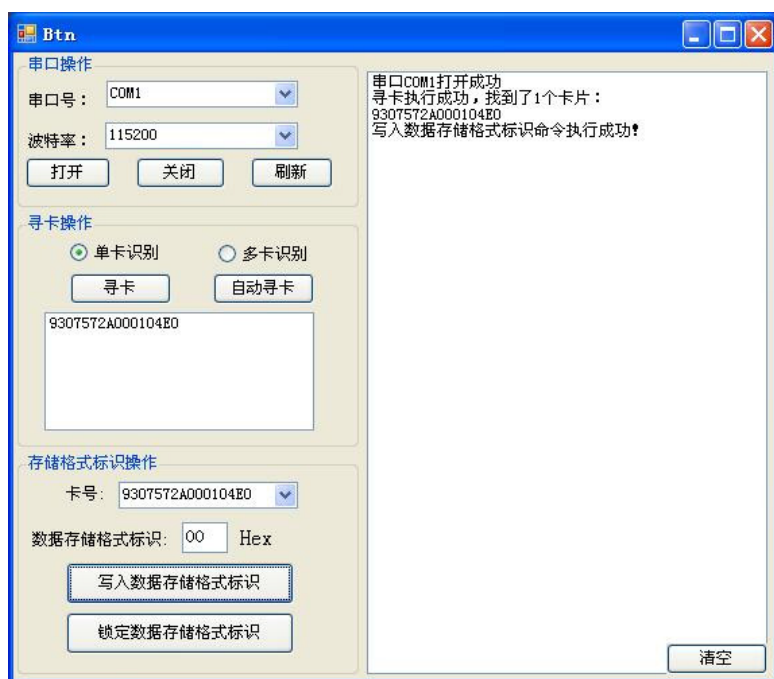 Btn
串口操作
串口号： COM1
波特率： 115200
打开 关闭 刷新
寻卡操作
单卡识别 多卡识别
寻卡 自动寻卡
9307572A000104E0
存储格式标识操作
卡号: 9307572A000104E0
数据存储格式标识: 00 Hex
写入数据存储格式标识
锁定数据存储格式标识
串口COM1打开成功
寻卡执行成功，找到了1个卡片：
9307572A000104E0
写入数据存储格式标识命令执行成功!
清空